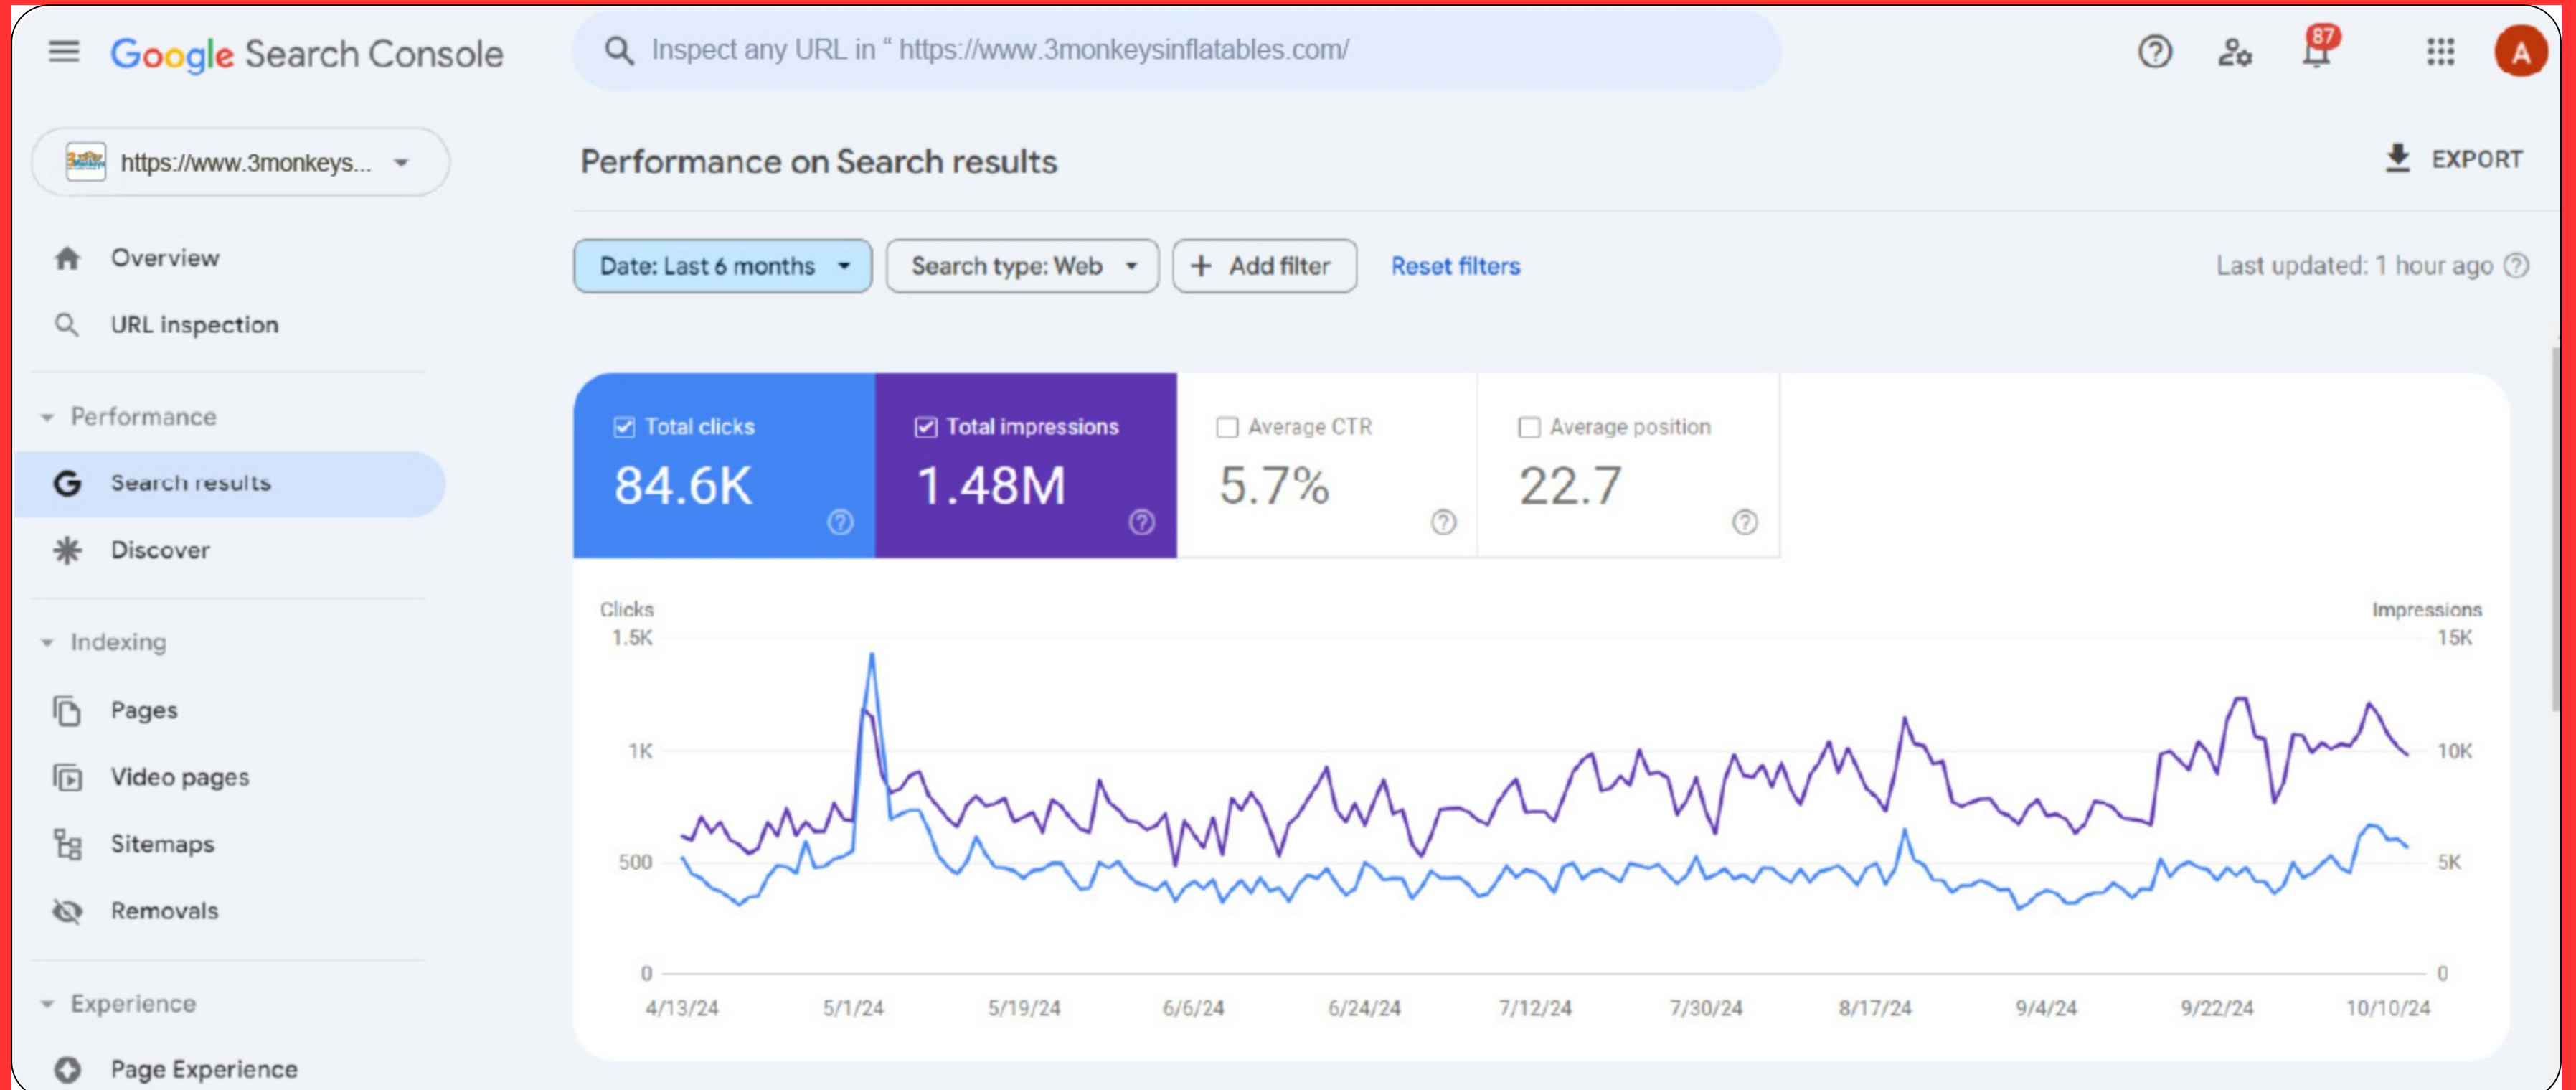 Google Search Console
Inspect any URL in “ https://www.3monkeysinflatables.com/
87
A
https://www.3monkeys...
Performance on Search results
EXPORT
Overview
URL inspection
Performance
Search results
Discover
Indexing
Pages
Video pages
Sitemaps
Removals
Experience
Page Experience
Date: Last 6 months
Search type: Web
+ Add filter
Reset filters
Last updated: 1 hour ago
Total clicks
84.6K
Total impressions
1.48M
Average CTR
5.7%
Average position
22.7
Clicks
Impressions
1.5K
15K
1K
10K
500
5K
0
0
4/13/24 5/1/24 5/19/24 6/6/24 6/24/24 7/12/24 7/30/24 8/17/24 9/4/24 9/22/24 10/10/24